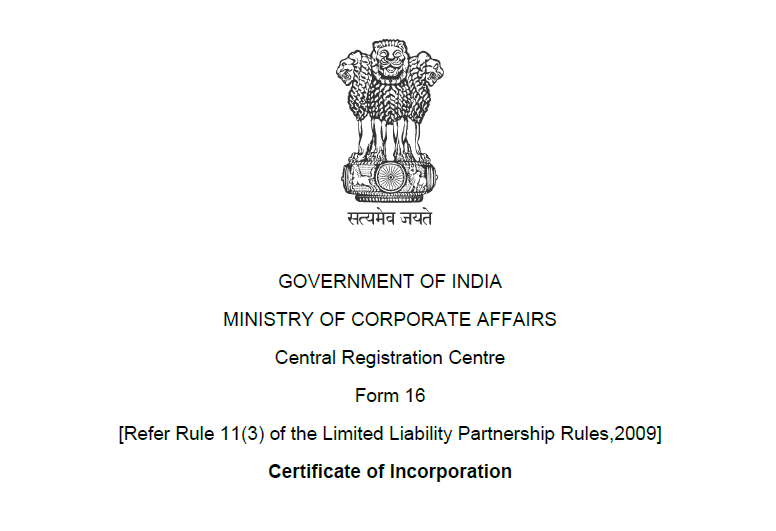 सत्यमेव जयते
GOVERNMENT OF INDIA
MINISTRY OF CORPORATE AFFAIRS
Central Registration Centre
Form 16
[Refer Rule 11(3) of the Limited Liability Partnership Rules,2009]
Certificate of Incorporation